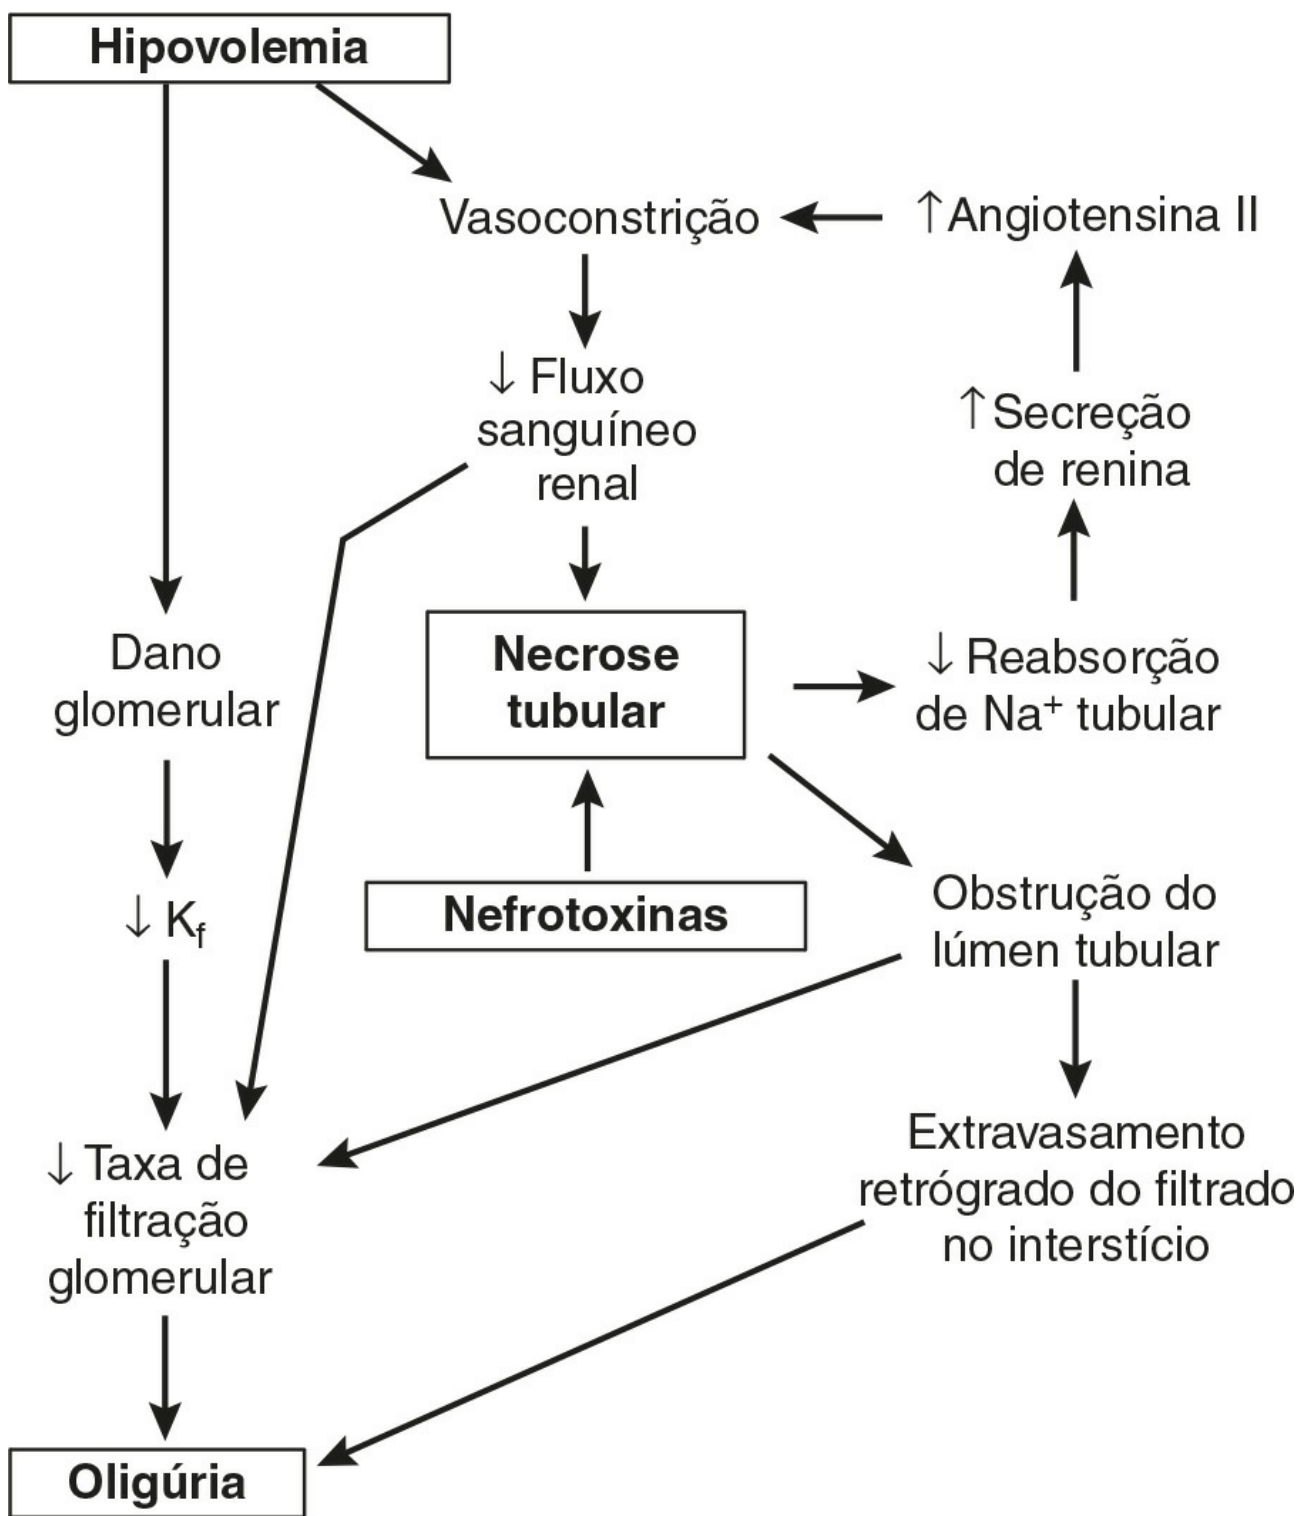 Hipovolemia
Vasoconstrição
↑Angiotensina II
↓ Fluxo
sanguíneo
renal
↑Secreção
de renina
Dano
glomerular
Necrose
tubular
↓Reabsorção
de Na⁺ tubular
↓ K_f
Nefrotoxinas
Obstrução do
lúmen tubular
↓Taxa de
filtração
glomerular
Extravasamento
retrógrado do filtrado
no interstício
Oligúria